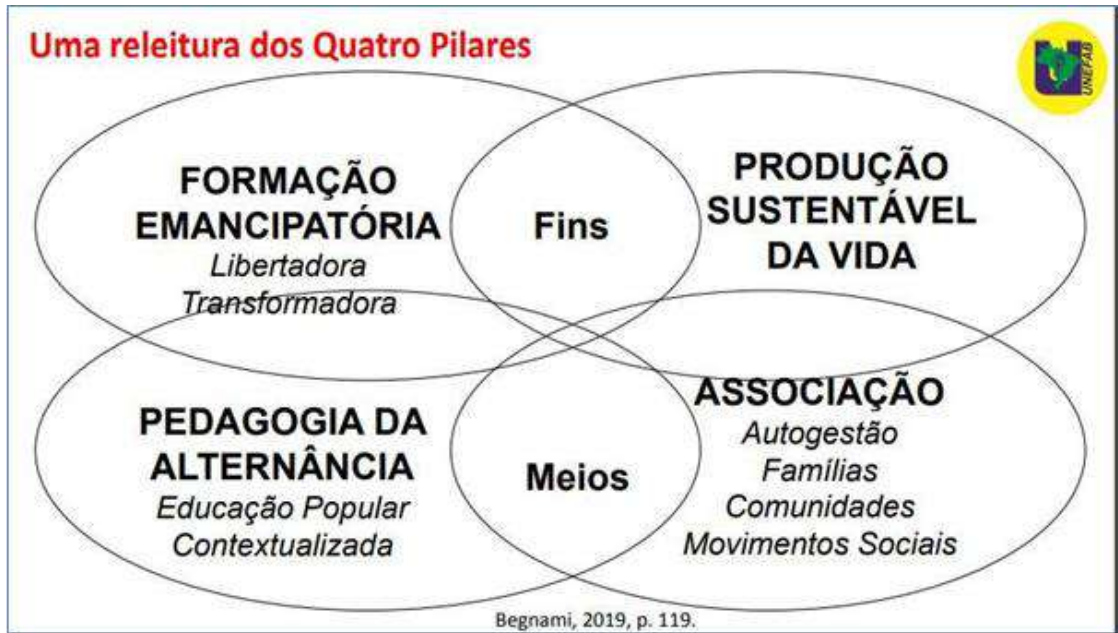 Uma releitura dos Quatro Pilares
UNEFAB
FORMAÇÃO
EMANCIPATÓRIA
Libertadora
Transformadora
Fins
PRODUÇÃO
SUSTENTÁVEL
DA VIDA
PEDAGOGIA DA
ALTERNÂNCIA
Educação Popular
Contextualizada
Meios
ASSOCIAÇÃO
Autogestão
Famílias
Comunidades
Movimentos Sociais
Begnami, 2019, p. 119.